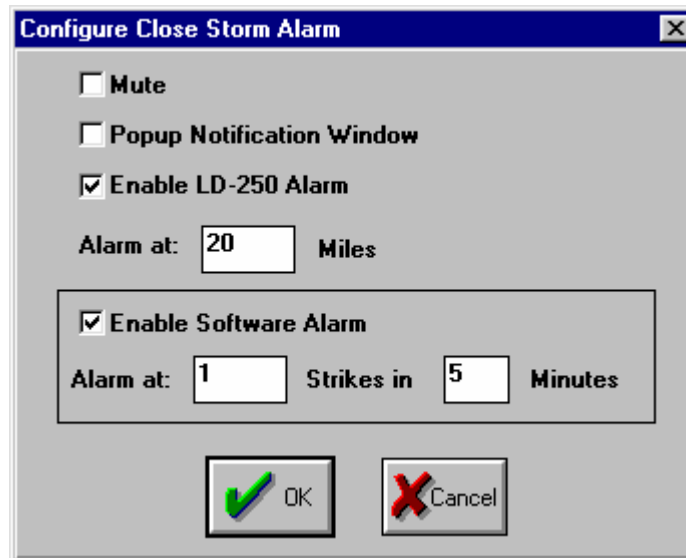 Configure Close Storm Alarm
Mute
Popup Notification Window
Enable LD-250 Alarm
Alarm at: 20 Miles
Enable Software Alarm
Alarm at: 1 Strikes in 5 Minutes
OK Cancel